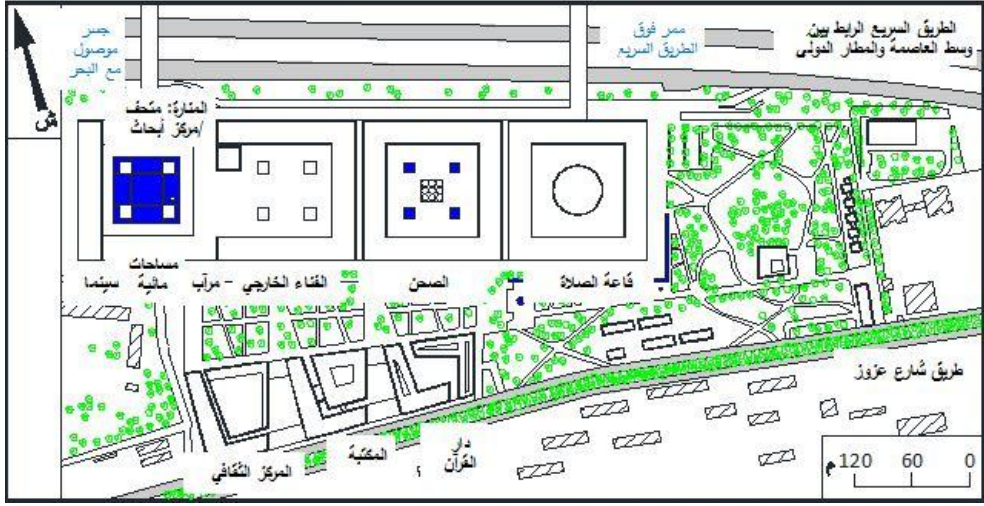 جسر
موصول
مع البحر
ممر فوق
الطريق السريع
الطريق السريع الرابط بين
وسط العاصمة والمطار الدولي
ش
المنارة: متحف
/مركز أبحاث
سينما
مساحات
مائية
الفناء الخارجي - مرآب
الصحن
قاعة الصلاة
طريق شارع عزوز
دار
القرآن
المكتبة
المركز الثقافي
م 120 60 0